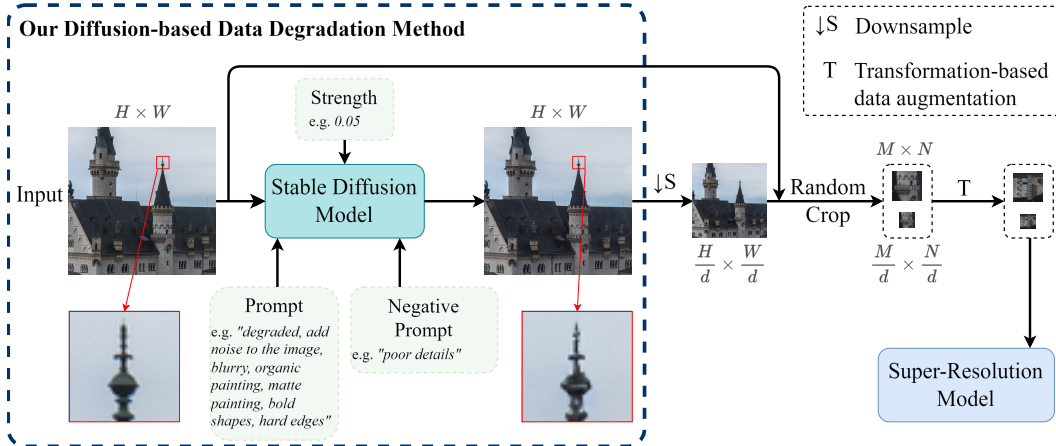 Our Diffusion-based Data Degradation Method
↓S Downsample
T Transformation-based
data augmentation
H × W
Strength
e.g. 0.05
H × W
Input
Stable Diffusion
Model
↓S
Random
Crop
M × N
T
H/d × W/d
M/d × N/d
Prompt
e.g. "degraded, add
noise to the image,
blurry, organic
painting, matte
painting, bold
shapes, hard edges"
Negative
Prompt
e.g. "poor details"
Super-Resolution
Model